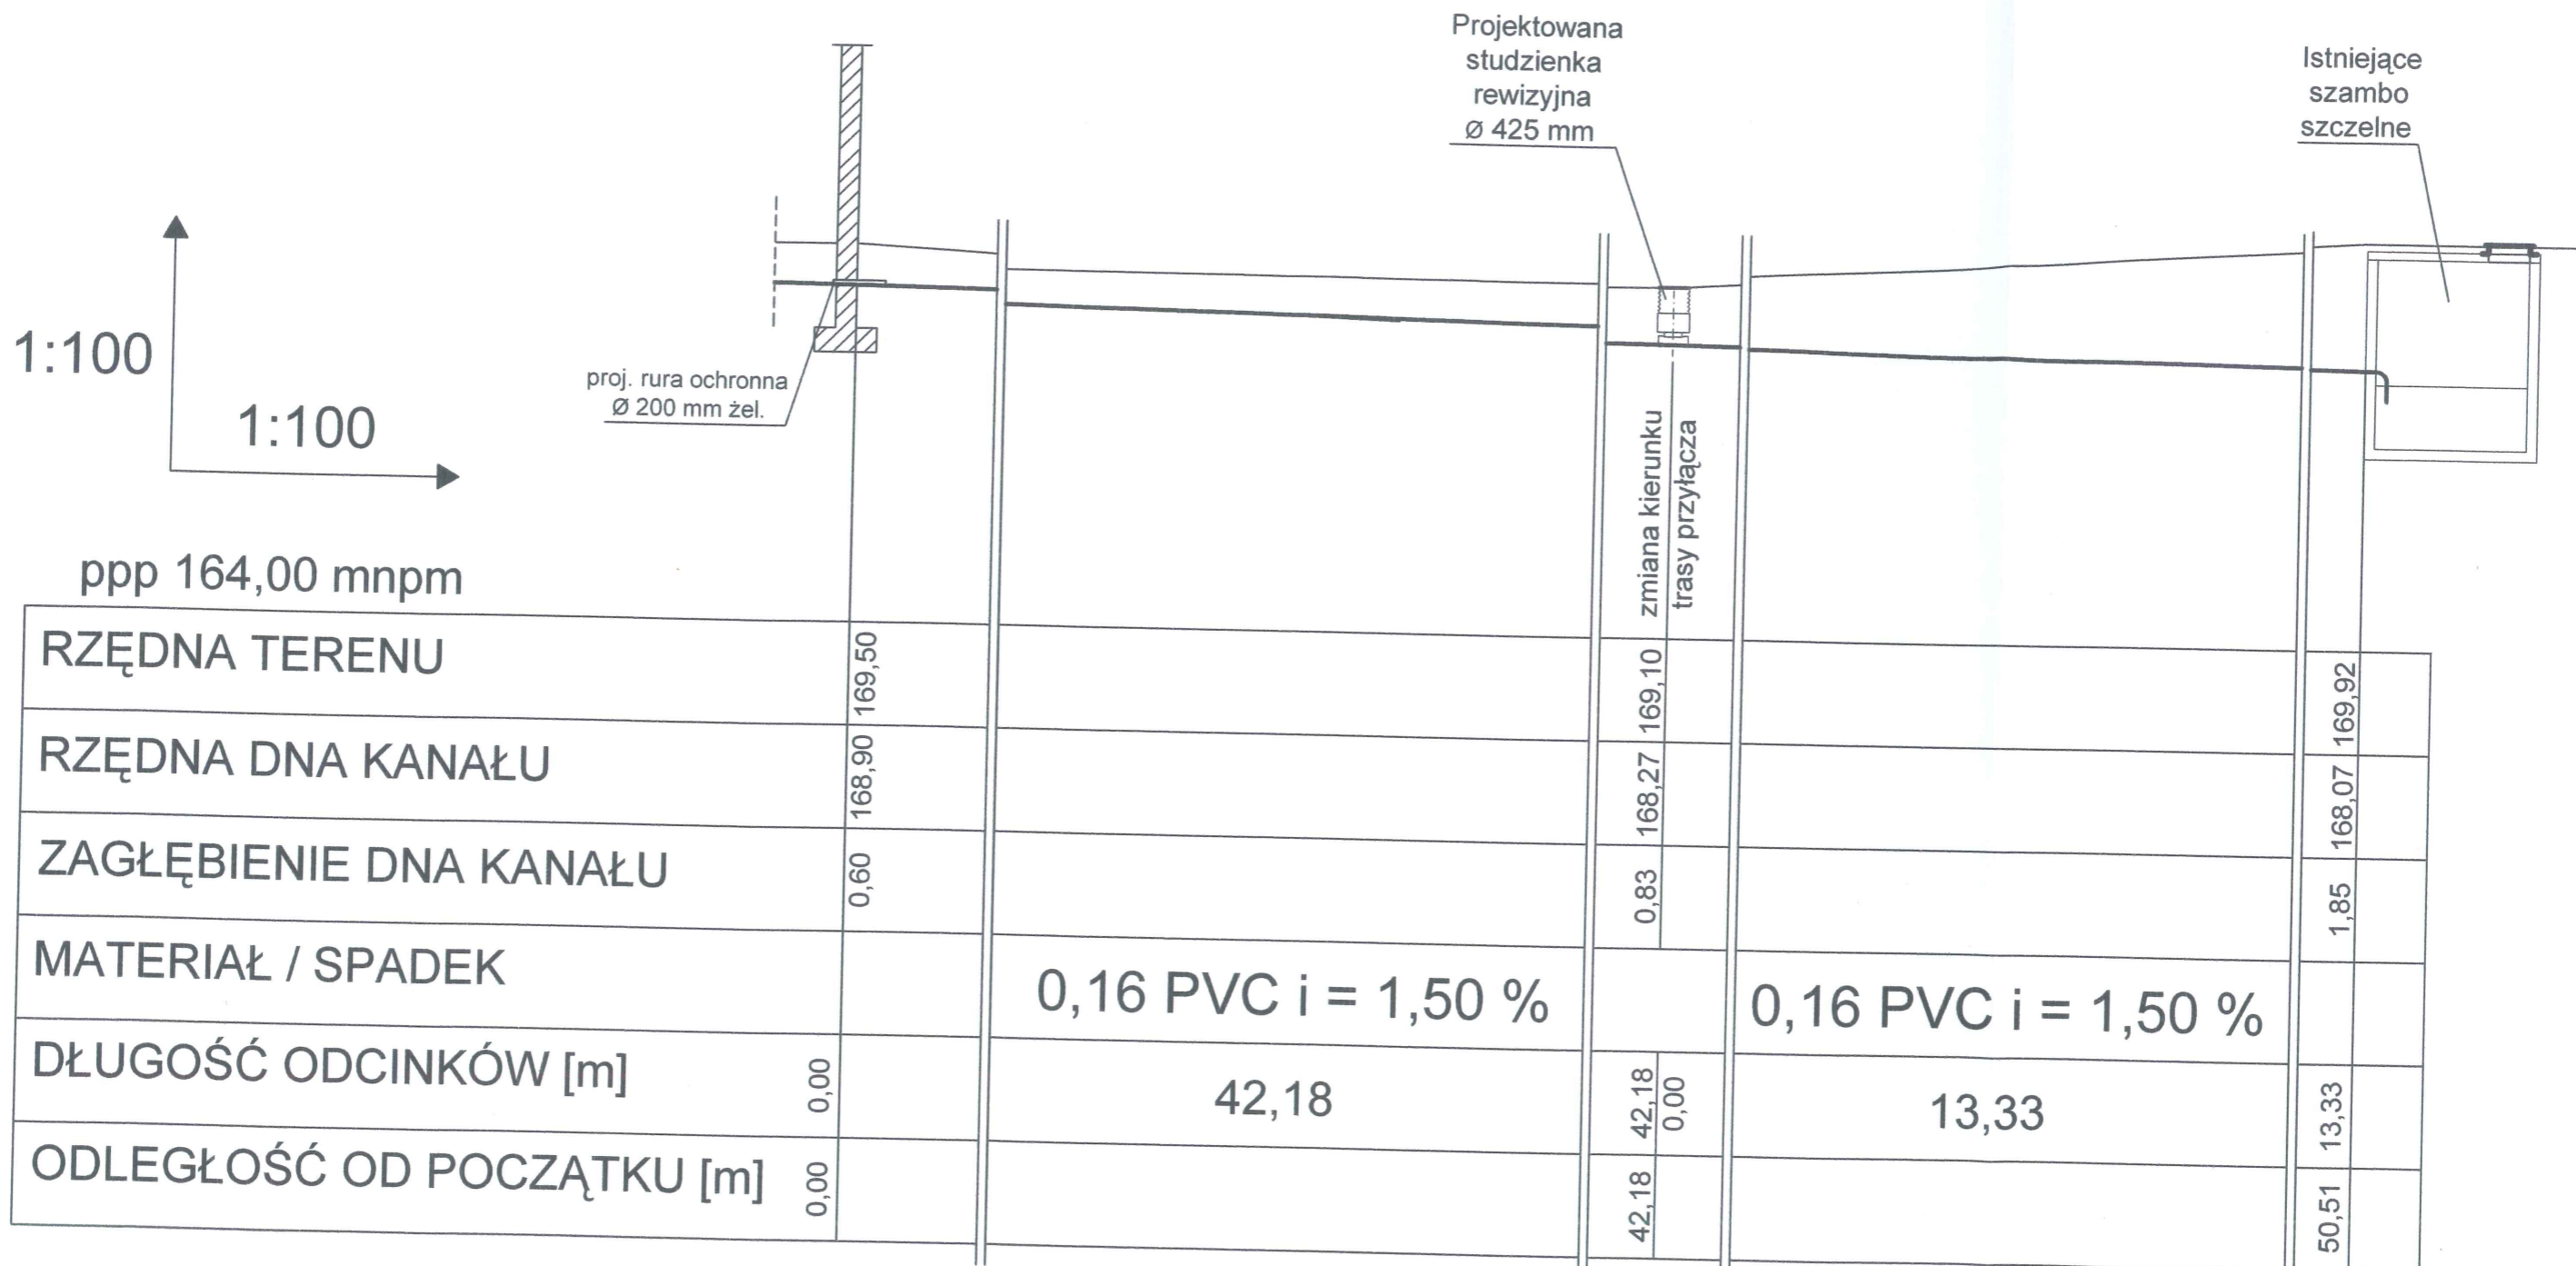 Projektowana
studzienka
rewizyjna
Ø 425 mm
Istniejące
szambo
szczelne
1:100
1:100
proj. rura ochronna
Ø 200 mm żel.
zmiana kierunku
trasy przyłącza
ppp 164,00 mnpm
RZĘDNA TERENU 169,50 169,10 169,92
RZĘDNA DNA KANAŁU 168,90 168,27 168,07
ZAGŁĘBIENIE DNA KANAŁU 0,60 0,83 1,85
MATERIAŁ / SPADEK 0,16 PVC i = 1,50 % 0,16 PVC i = 1,50 %
DŁUGOŚĆ ODCINKÓW [m] 0,00 42,18 42,18 0,00 13,33 13,33
ODLEGŁOŚĆ OD POCZĄTKU [m] 0,00 42,18 50,51